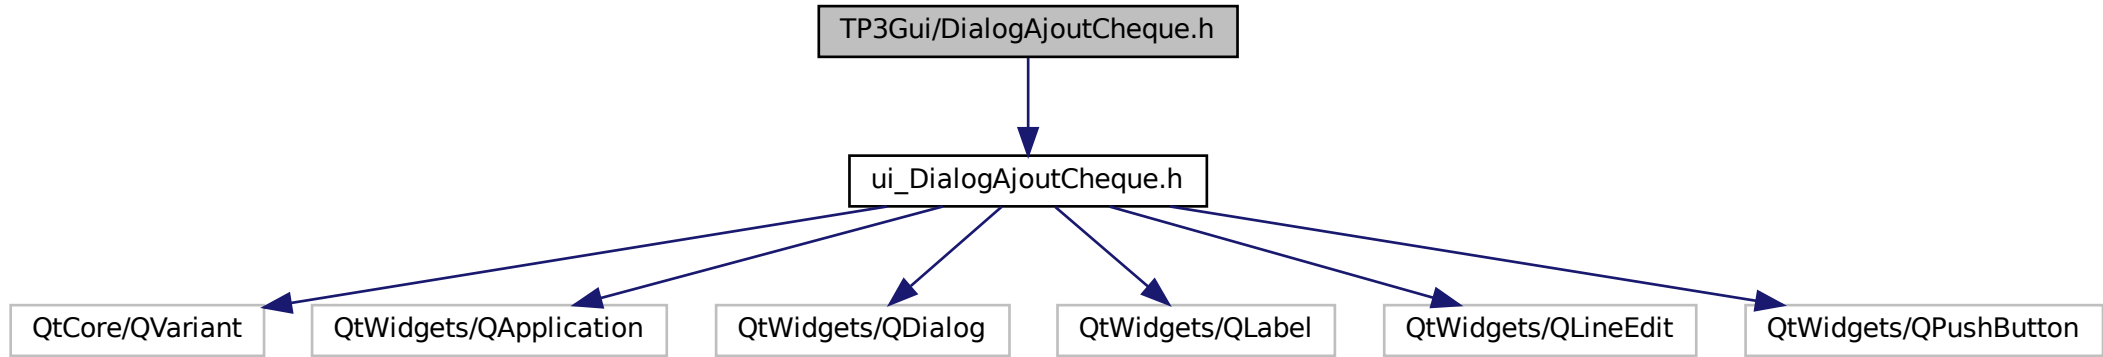 TP3Gui/DialogAjoutCheque.h
ui_DialogAjoutCheque.h
QtCore/QVariant
QtWidgets/QApplication
QtWidgets/QDialog
QtWidgets/QLabel
QtWidgets/QLineEdit
QtWidgets/QPushButton